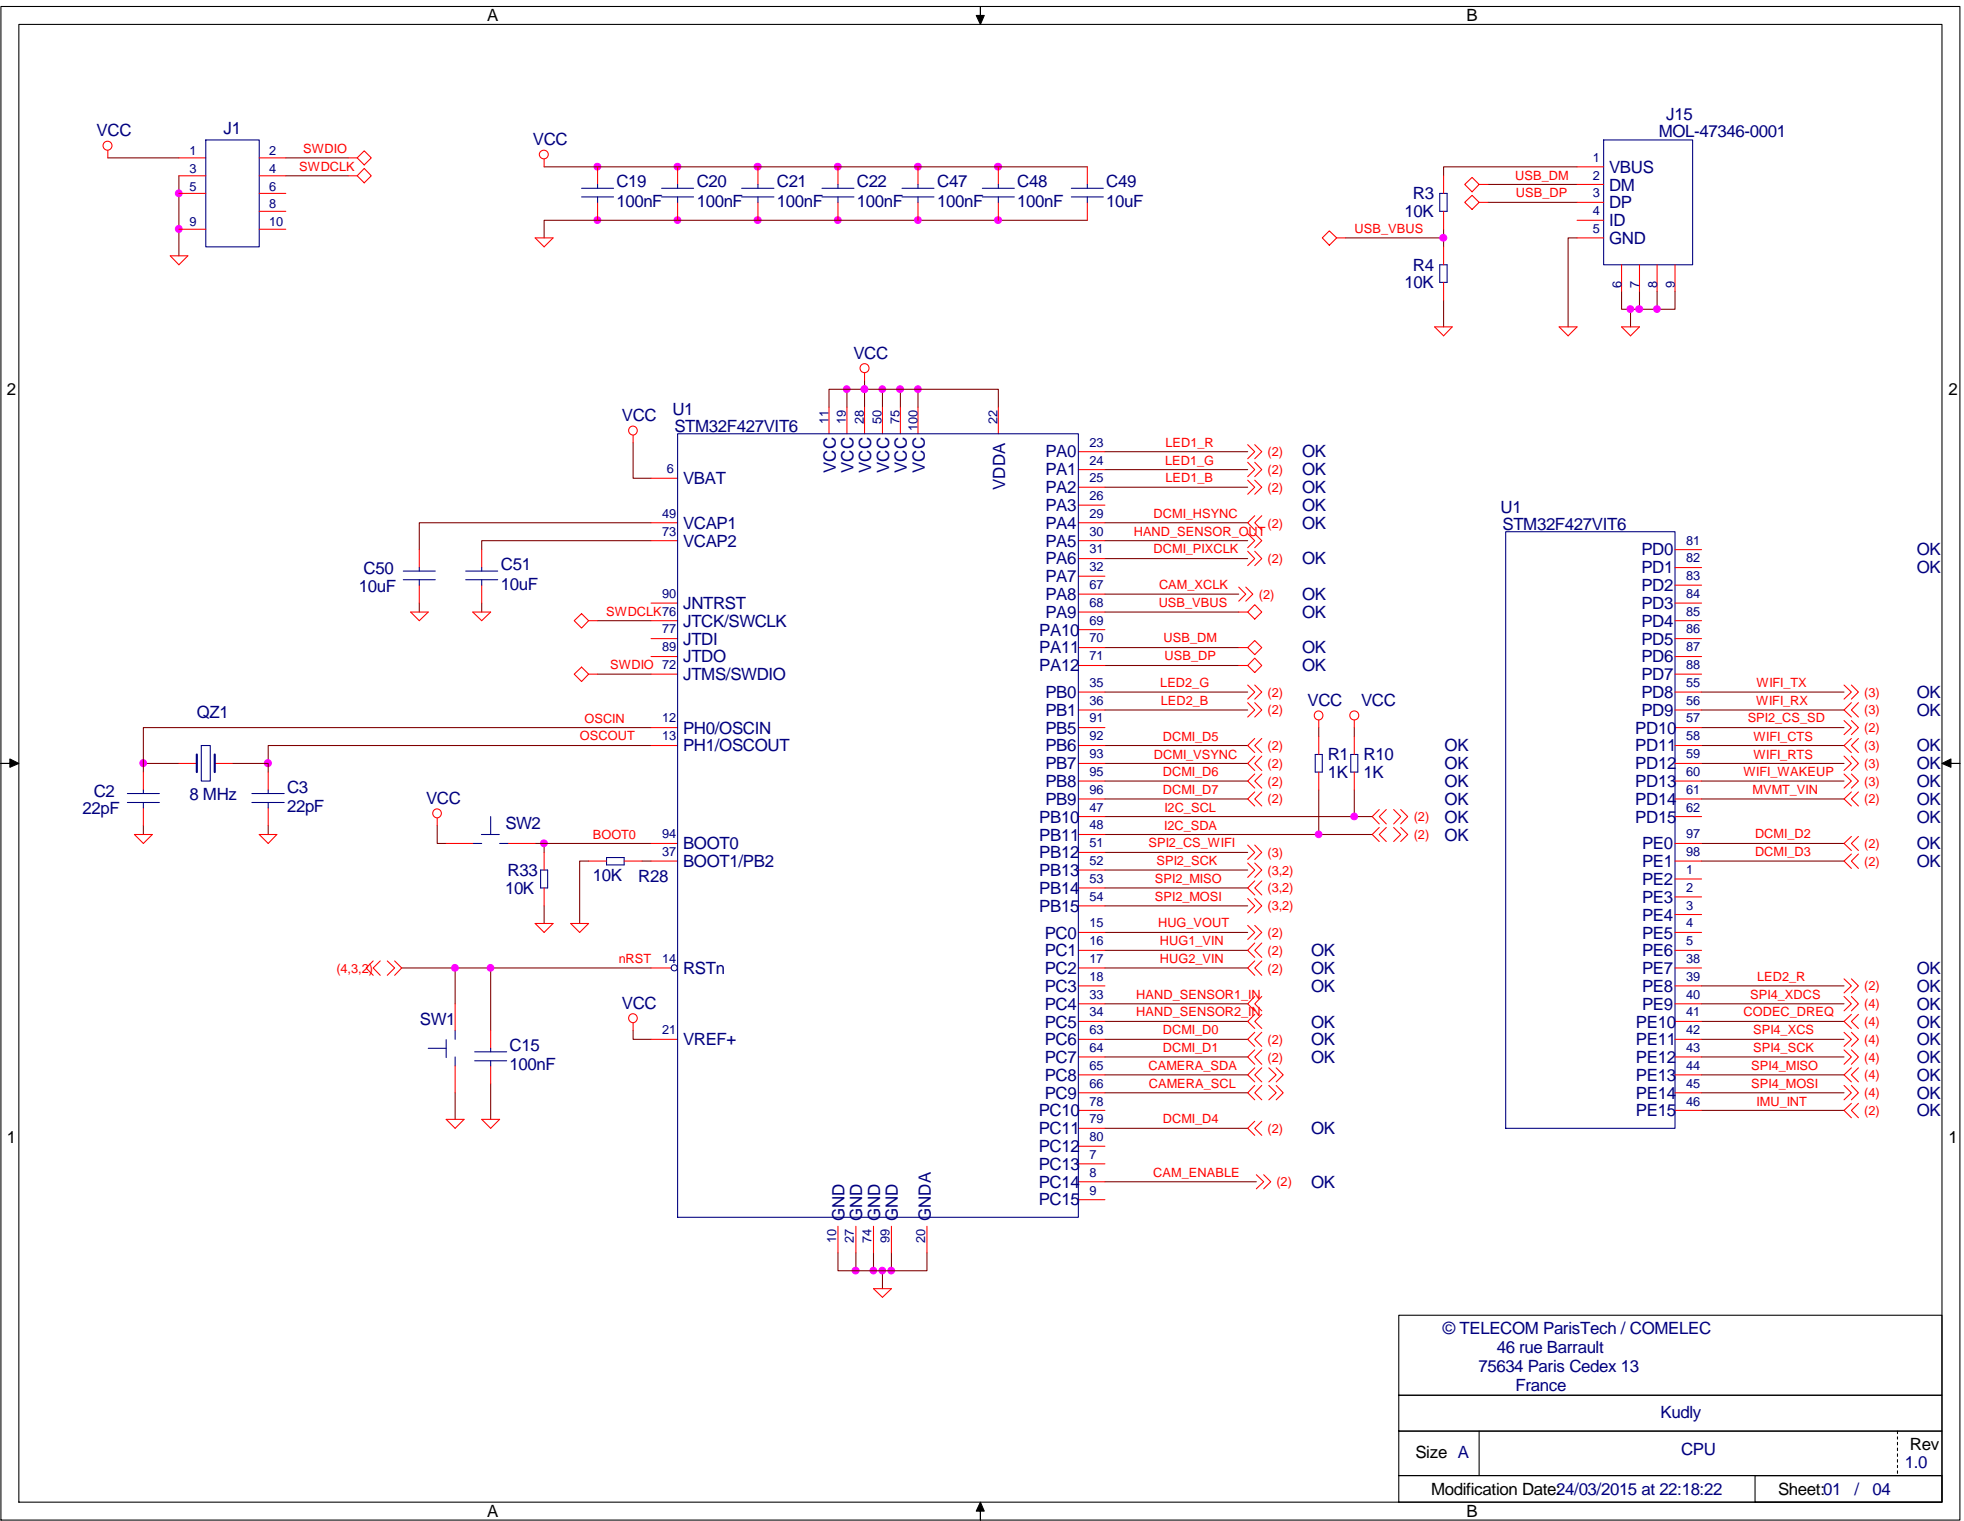 A
B
2
2
1
1
A
B
VCC
J1
1
2
SWDIO
3
4
SWDCLK
5
6
8
9
10
VCC
C19
100nF
C20
100nF
C21
100nF
C22
100nF
C47
100nF
C48
100nF
C49
10uF
J15
MOL-47346-0001
1
VBUS
USB_DM
2
DM
USB_DP
3
DP
4
ID
5
GND
6
7
8
9
R3
10K
USB_VBUS
R4
10K
VCC
U1
STM32F427VIT6
11
19
28
50
75
100
22
VCC
VCC
VCC
VCC
VCC
VCC
VDDA
VCC
6
VBAT
49
VCAP1
73
VCAP2
C50
10uF
C51
10uF
90
JNTRST
SWDCLK
76
JTCK/SWCLK
77
JTDI
89
JTDO
SWDIO
72
JTMS/SWDIO
QZ1
8 MHz
C2
22pF
C3
22pF
OSCIN
12
PH0/OSCIN
OSCOUT
13
PH1/OSCOUT
VCC
SW2
BOOT0
94
BOOT0
37
BOOT1/PB2
R33
10K
10K
R28
(4,3,2)
nRST
14
RSTn
SW1
C15
100nF
VCC
21
VREF+
GND
GND
GND
GND
GNDA
10
27
74
99
20
PA0 23 LED1_R (2) OK
PA1 24 LED1_G (2) OK
PA2 25 LED1_B (2) OK
PA3 26 OK
PA4 29 DCMI_HSYNC (2) OK
PA5 30 HAND_SENSOR_OUT
PA6 31 DCMI_PIXCLK (2) OK
PA7 32
PA8 67 CAM_XCLK (2) OK
PA9 68 USB_VBUS OK
PA10 69
PA11 70 USB_DM OK
PA12 71 USB_DP OK
PB0 35 LED2_G (2)
PB1 36 LED2_B (2)
PB5 91
PB6 92 DCMI_D5 (2) OK
PB7 93 DCMI_VSYNC (2) OK
PB8 95 DCMI_D6 (2) OK
PB9 96 DCMI_D7 (2) OK
PB10 47 I2C_SCL (2) OK
PB11 48 I2C_SDA (2) OK
PB12 51 SPI2_CS_WIFI (3)
PB13 52 SPI2_SCK (3,2)
PB14 53 SPI2_MISO (3,2)
PB15 54 SPI2_MOSI (3,2)
VCC
VCC
R1
1K
R10
1K
PC0 15 HUG_VOUT (2)
PC1 16 HUG1_VIN (2) OK
PC2 17 HUG2_VIN (2) OK
PC3 18 OK
PC4 33 HAND_SENSOR1_IN
PC5 34 HAND_SENSOR2_IN OK
PC6 63 DCMI_D0 (2) OK
PC7 64 DCMI_D1 (2) OK
PC8 65 CAMERA_SDA
PC9 66 CAMERA_SCL
PC10 78
PC11 79 DCMI_D4 (2) OK
PC12 80
PC13 7
PC14 8 CAM_ENABLE (2) OK
PC15 9
U1
STM32F427VIT6
PD0 81 OK
PD1 82 OK
PD2 83
PD3 84
PD4 85
PD5 86
PD6 87
PD7 88
PD8 55 WIFI_TX (3) OK
PD9 56 WIFI_RX (3) OK
PD10 57 SPI2_CS_SD (2)
PD11 58 WIFI_CTS (3) OK
PD12 59 WIFI_RTS (3) OK
PD13 60 WIFI_WAKEUP (3) OK
PD14 61 MVMT_VIN (2) OK
PD15 62 OK
PE0 97 DCMI_D2 (2) OK
PE1 98 DCMI_D3 (2) OK
PE2 1
PE3 2
PE4 3
PE5 4
PE6 5
PE7 38 OK
PE8 39 LED2_R (2) OK
PE9 40 SPI4_XDCS (4) OK
PE10 41 CODEC_DREQ (4) OK
PE11 42 SPI4_XCS (4) OK
PE12 43 SPI4_SCK (4) OK
PE13 44 SPI4_MISO (4) OK
PE14 45 SPI4_MOSI (4) OK
PE15 46 IMU_INT (2) OK
© TELECOM ParisTech / COMELEC
46 rue Barrault
75634 Paris Cedex 13
France
Kudly
Size A
CPU
Rev
1.0
Modification Date24/03/2015 at 22:18:22
Sheet:01 / 04